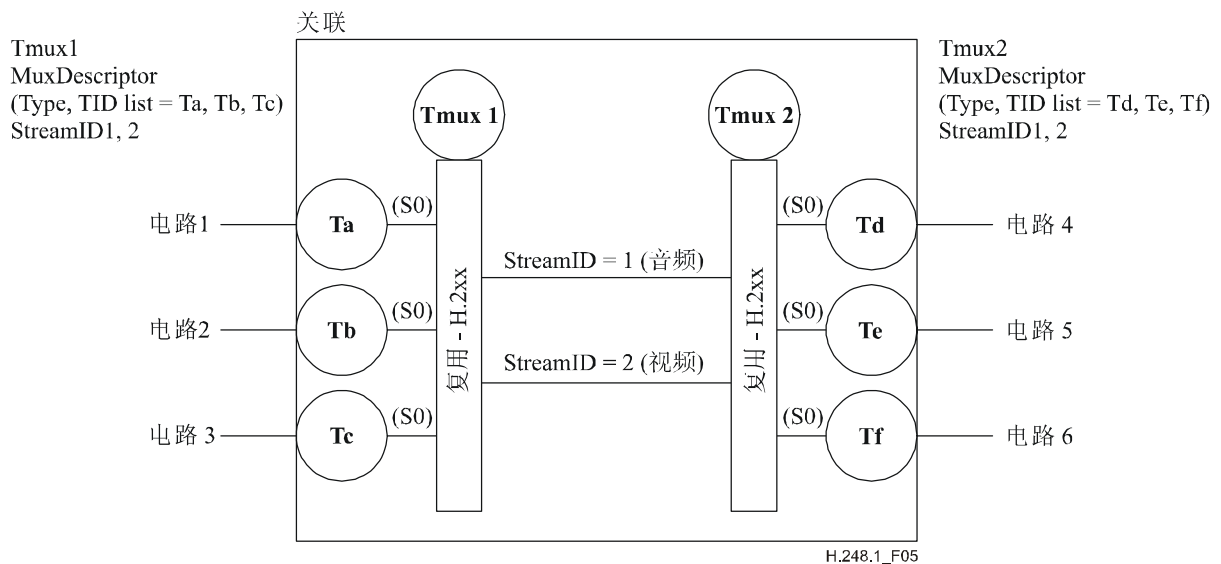 关联
Tmux1
MuxDescriptor
(Type, TID list = Ta, Tb, Tc)
StreamID1, 2
Tmux2
MuxDescriptor
(Type, TID list = Td, Te, Tf)
StreamID1, 2
Tmux 1
Tmux 2
电路1
Ta
(S0)
(S0)
Td
电路 4
StreamID = 1 (音频)
电路2
Tb
(S0)
复用 - H.2xx
复用 - H.2xx
(S0)
Te
电路 5
StreamID = 2 (视频)
电路 3
Tc
(S0)
(S0)
Tf
电路 6
H.248.1_F05